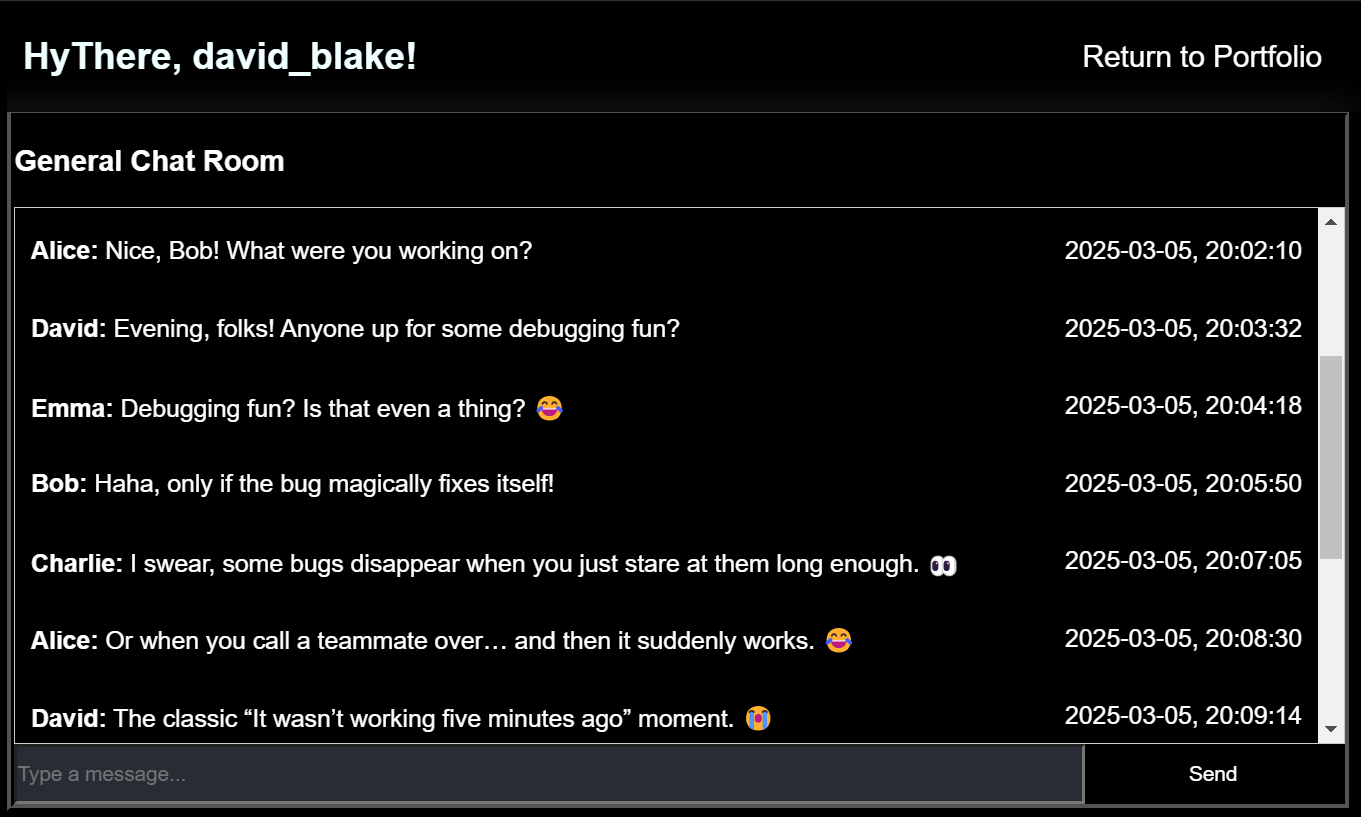 HyThere, david_blake!
Return to Portfolio
General Chat Room
Alice: Nice, Bob! What were you working on? 2025-03-05, 20:02:10
David: Evening, folks! Anyone up for some debugging fun? 2025-03-05, 20:03:32
Emma: Debugging fun? Is that even a thing? 😂 2025-03-05, 20:04:18
Bob: Haha, only if the bug magically fixes itself! 2025-03-05, 20:05:50
Charlie: I swear, some bugs disappear when you just stare at them long enough. 👀 2025-03-05, 20:07:05
Alice: Or when you call a teammate over… and then it suddenly works. 😂 2025-03-05, 20:08:30
David: The classic “It wasn’t working five minutes ago” moment. 😭 2025-03-05, 20:09:14
Type a message...
Send